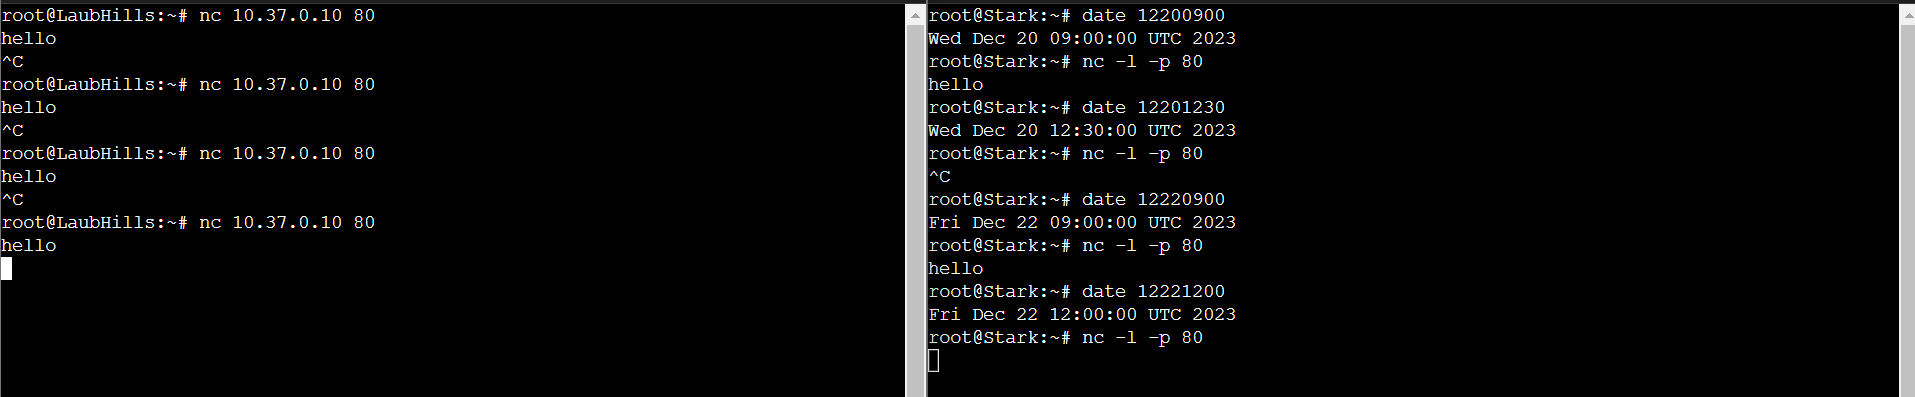 root@LaubHills:~# nc 10.37.0.10 80
hello
^C
root@LaubHills:~# nc 10.37.0.10 80
hello
^C
root@LaubHills:~# nc 10.37.0.10 80
hello
^C
root@LaubHills:~# nc 10.37.0.10 80
hello
root@Stark:~# date 12200900
Wed Dec 20 09:00:00 UTC 2023
root@Stark:~# nc -l -p 80
hello
root@Stark:~# date 12201230
Wed Dec 20 12:30:00 UTC 2023
root@Stark:~# nc -l -p 80
^C
root@Stark:~# date 12220900
Fri Dec 22 09:00:00 UTC 2023
root@Stark:~# nc -l -p 80
hello
root@Stark:~# date 12221200
Fri Dec 22 12:00:00 UTC 2023
root@Stark:~# nc -l -p 80